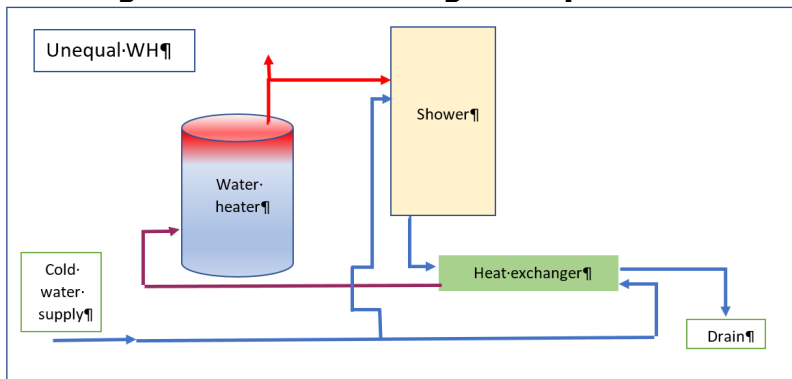 Unequal·WH¶
Shower¶
Water·
heater¶
Cold·
water·
supply¶
Heat·exchanger¶
Drain¶